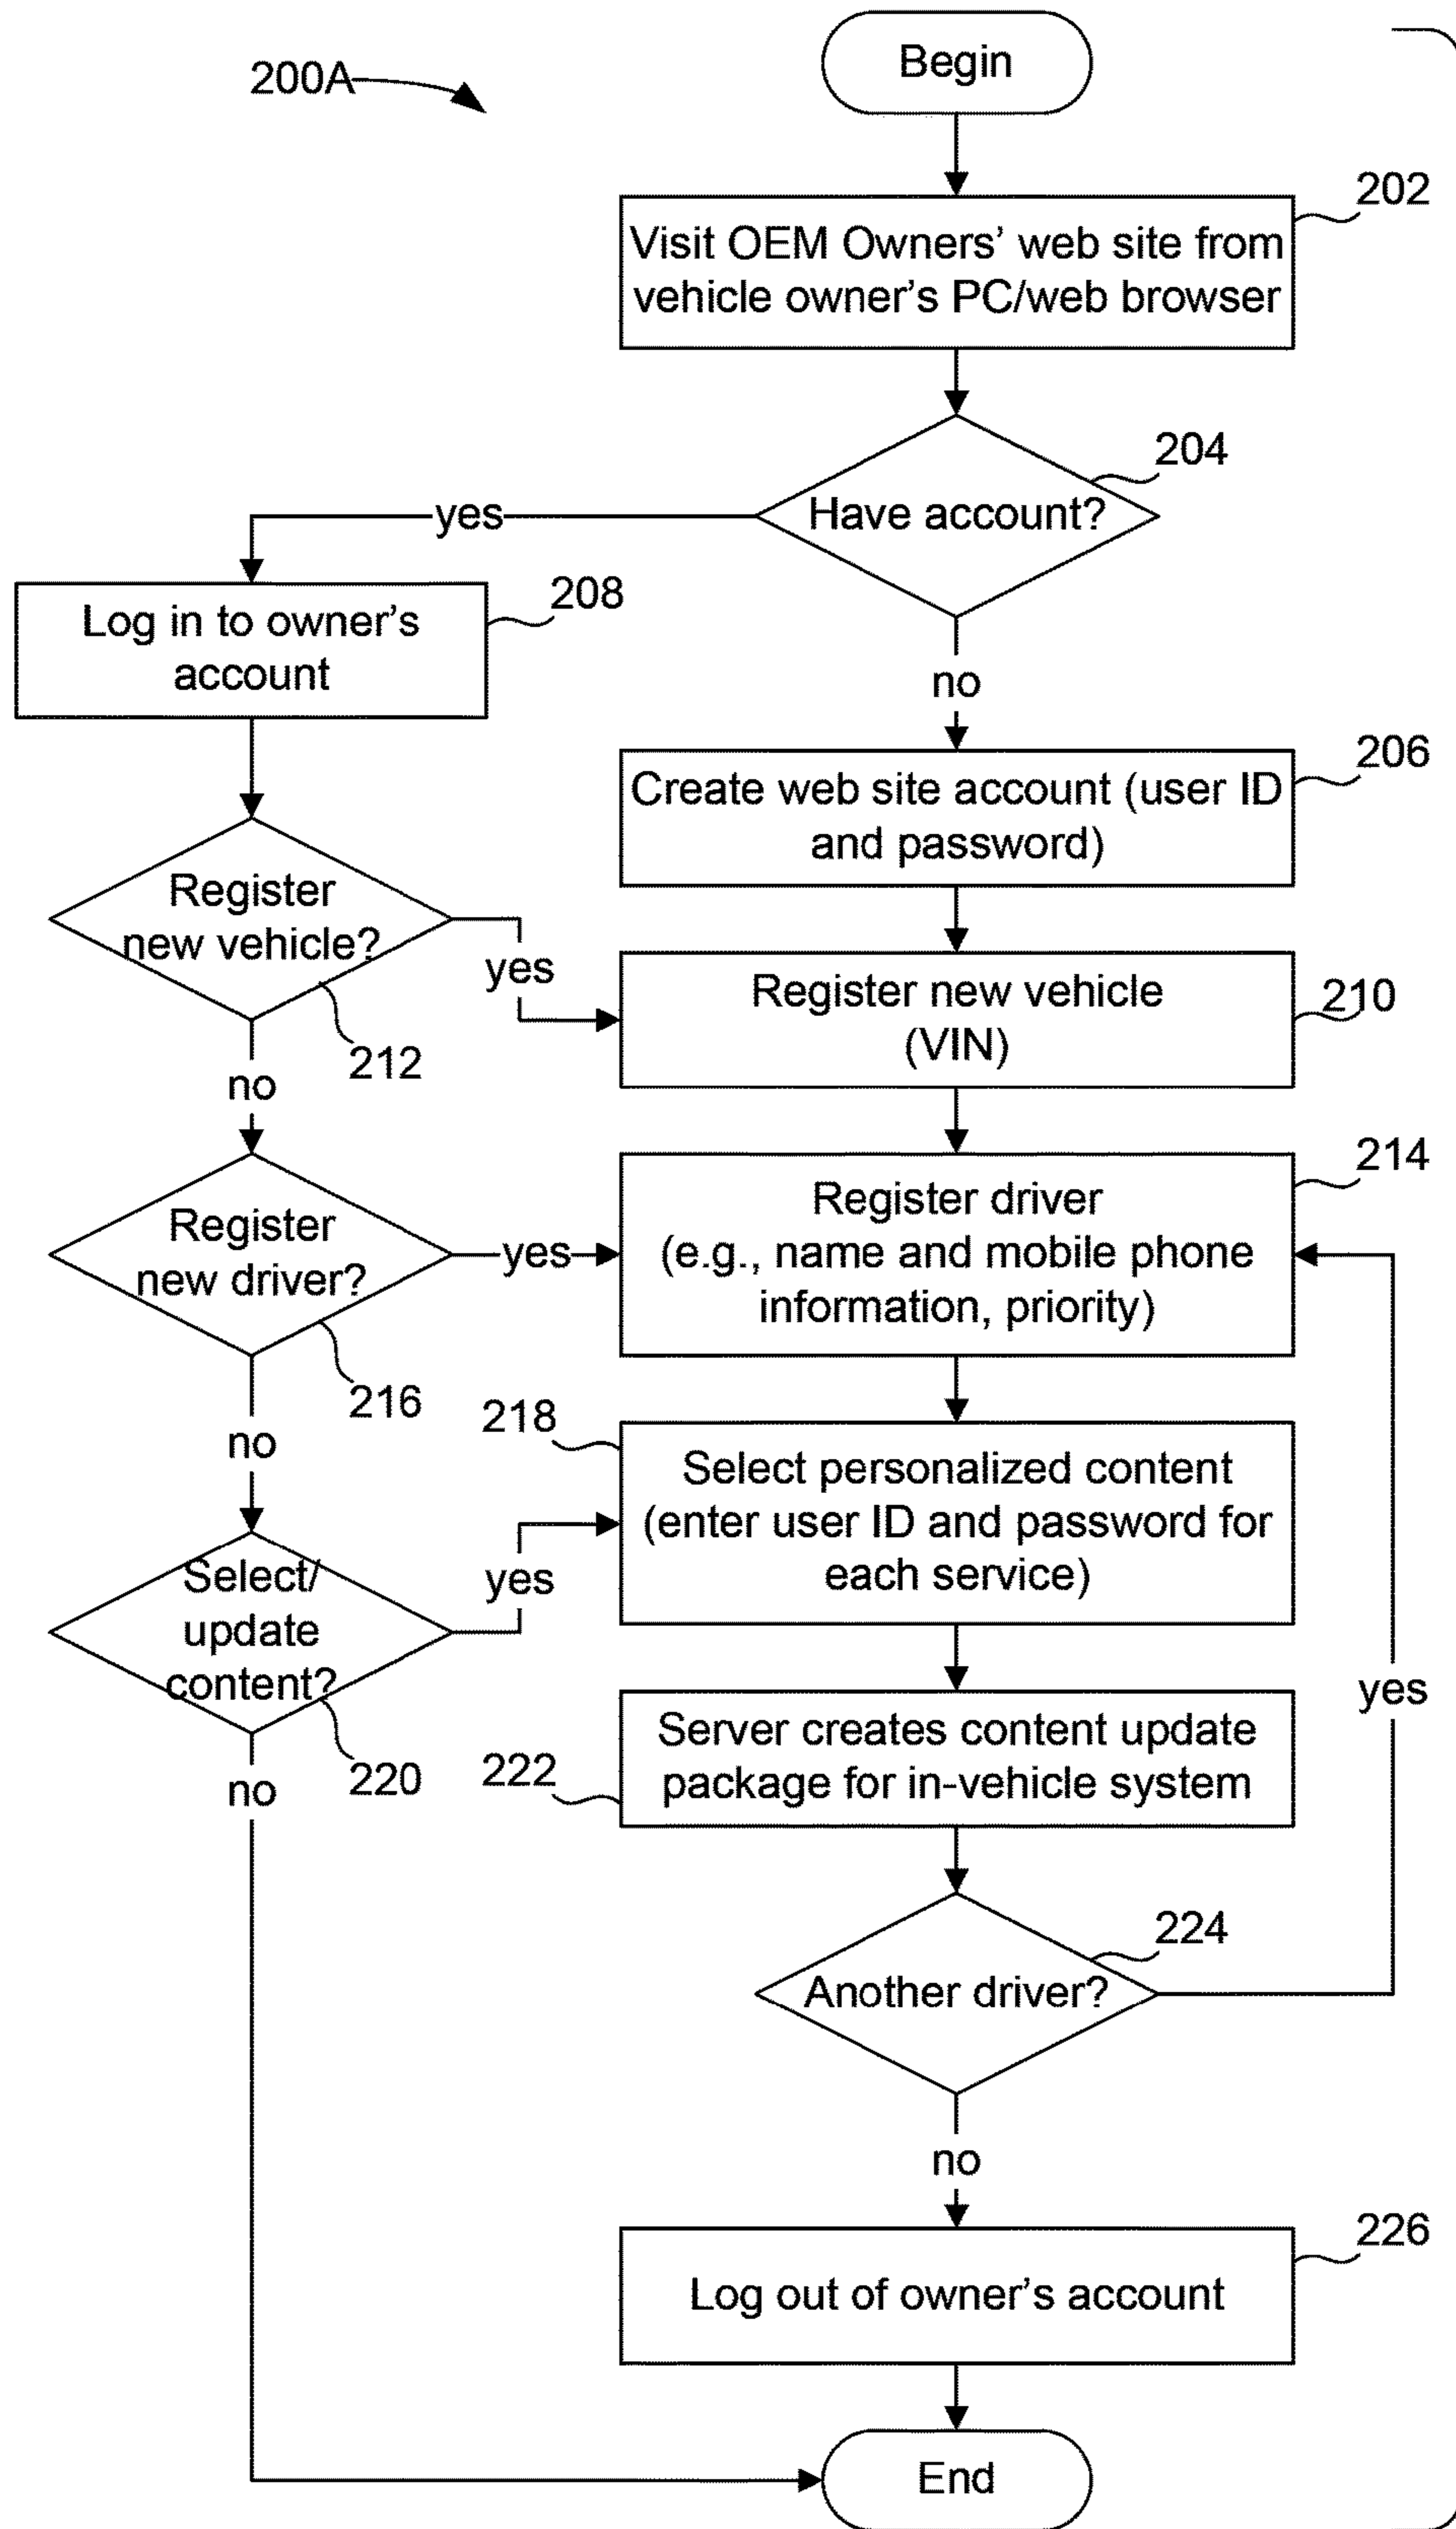 200A
Begin
202
Visit OEM Owners' web site from
vehicle owner's PC/web browser
204
Have account?
yes
208
Log in to owner's
account
no
206
Create web site account (user ID
and password)
Register
new vehicle?
yes
212
no
210
Register new vehicle
(VIN)
214
Register driver
(e.g., name and mobile phone
information, priority)
Register
new driver?
yes
216
no
218
Select personalized content
(enter user ID and password for
each service)
Select/
update
content?
yes
220
no
222
Server creates content update
package for in-vehicle system
yes
224
Another driver?
no
226
Log out of owner's account
End